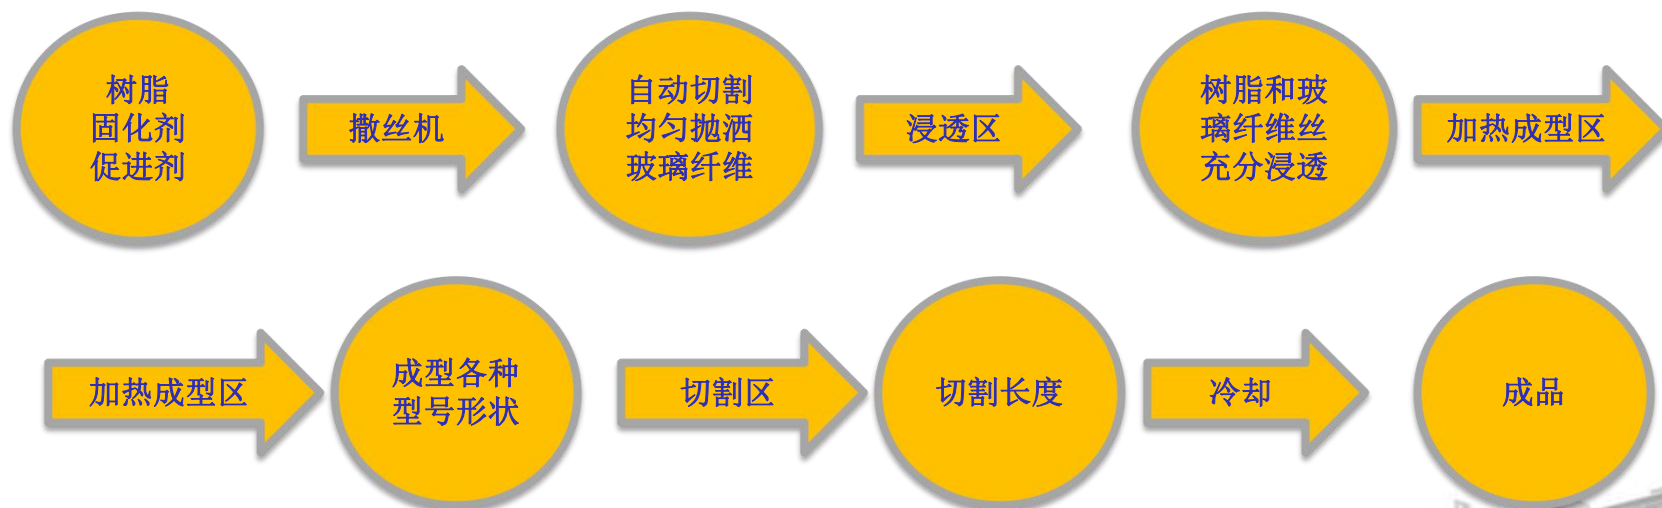 树脂
固化剂
促进剂
撒丝机
自动切割
均匀抛洒
玻璃纤维
浸透区
树脂和玻
璃纤维丝
充分浸透
加热成型区
加热成型区
成型各种
型号形状
切割区
切割长度
冷却
成品